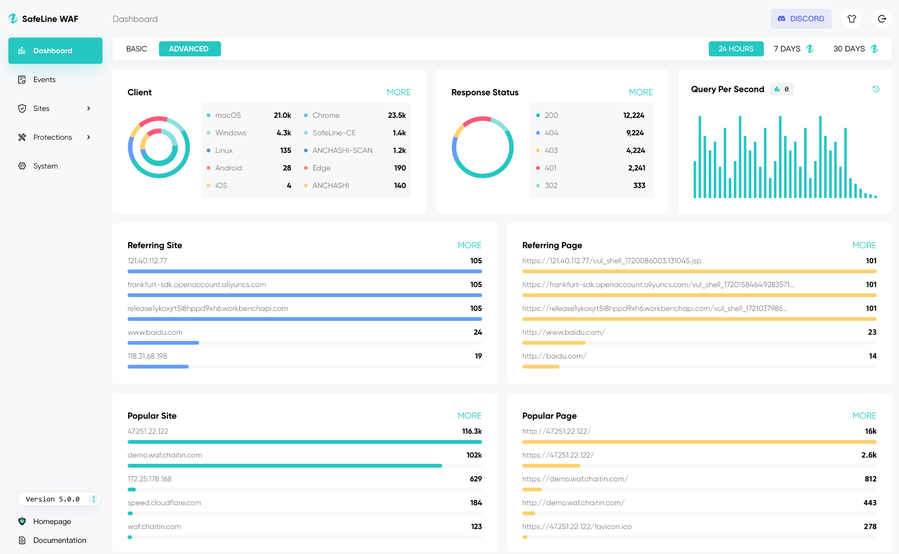 SafeLine WAF
Dashboard
DISCORD
Dashboard
Events
Sites
Protections
System
Version 5.0.0
Homepage
Documentation
BASIC
ADVANCED
24 HOURS
7 DAYS
30 DAYS
Client
MORE
macOS 21.0k Chrome 23.5k
Windows 4.3k SafeLine-CE 1.4k
Linux 135 ANCHASHI-SCAN 1.2k
Android 28 Edge 190
iOS 4 ANCHASHI 140
Response Status
MORE
200 12,224
404 9,224
403 4,224
401 2,241
302 333
Query Per Second
0
Referring Site
MORE
121.40.112.77 105
frankfurt-sdk.openaccount.aliyuncs.com 105
release1ykoxjrt5l8hppd9xh6.workbenchapi.com 105
www.baidu.com 24
118.31.68.198 19
Referring Page
MORE
https://121.40.112.77/vul_shell_1720086003.131045.jsp 101
https://frankfurt-sdk.openaccount.aliyuncs.com/vul_shell_1720158464.9283571... 101
https://release1ykoxjrt5l8hppd9xh6.workbenchapi.com/vul_shell_1721037986... 101
http://www.baidu.com/ 23
http://baidu.com/ 14
Popular Site
MORE
47.251.22.122 116.3k
demo.waf.chaitin.com 102k
172.25.178.168 629
speed.cloudflare.com 184
waf.chaitin.com 123
Popular Page
MORE
http://47.251.22.122/ 16k
https://47.251.22.122/ 2.6k
https://demo.waf.chaitin.com/ 812
http://demo.waf.chaitin.com/ 443
https://47.251.22.122/favicon.ico 278